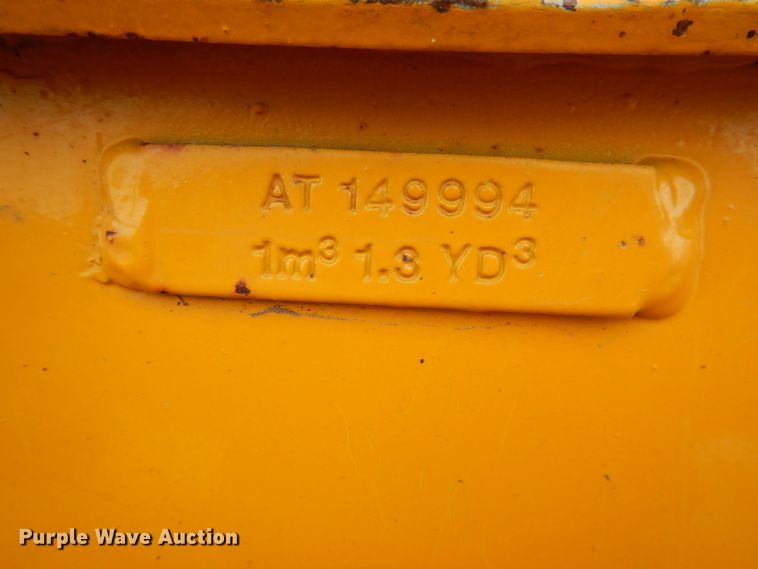 AT 149994
1m³ 1.3 YD³
Purple Wave Auction